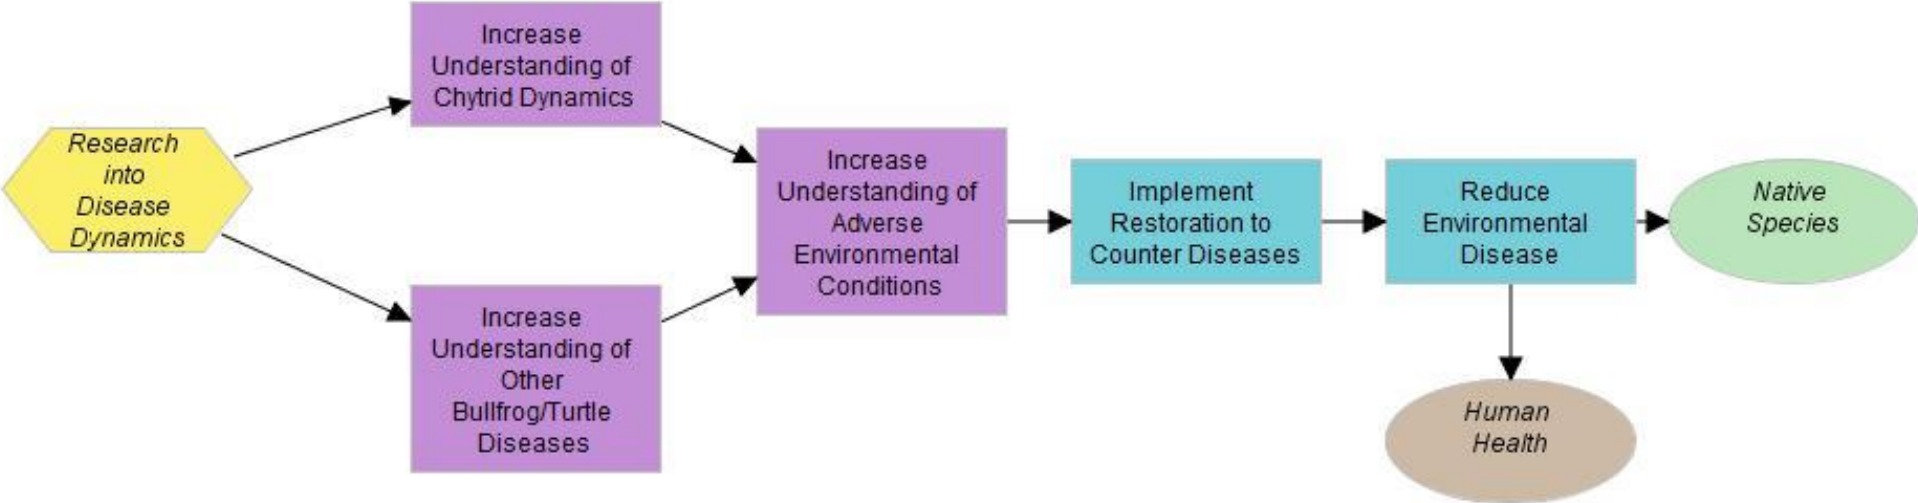 Research
into
Disease
Dynamics
Increase
Understanding of
Chytrid Dynamics
Increase
Understanding of
Other
Bullfrog/Turtle
Diseases
Increase
Understanding of
Adverse
Environmental
Conditions
Implement
Restoration to
Counter Diseases
Reduce
Environmental
Disease
Native
Species
Human
Health